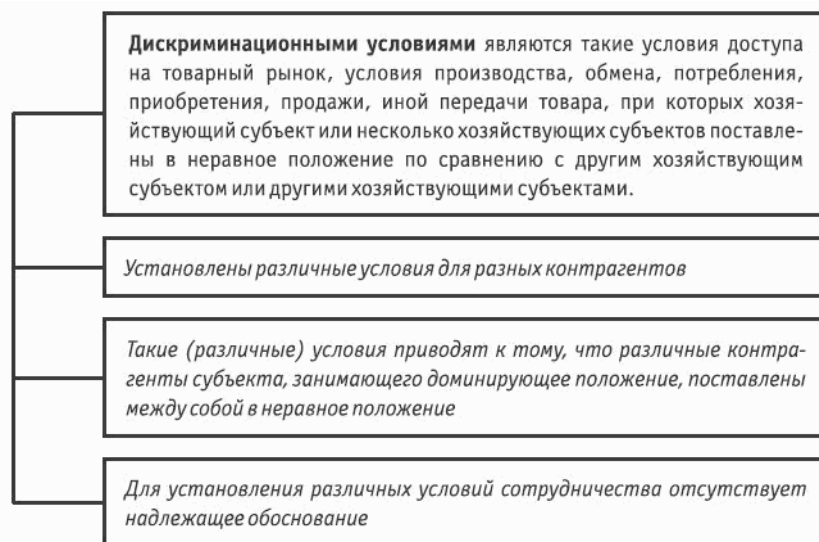 Дискриминационными условиями являются такие условия доступа
на товарный рынок, условия производства, обмена, потребления,
приобретения, продажи, иной передачи товара, при которых хозя-
йствующий субъект или несколько хозяйствующих субъектов поставле-
ны в неравное положение по сравнению с другим хозяйствующим
субъектом или другими хозяйствующими субъектами.
Установлены различные условия для разных контрагентов
Такие (различные) условия приводят к тому, что различные контра-
генты субъекта, занимающего доминирующее положение, поставлены
между собой в неравное положение
Для установления различных условий сотрудничества отсутствует
надлежащее обоснование